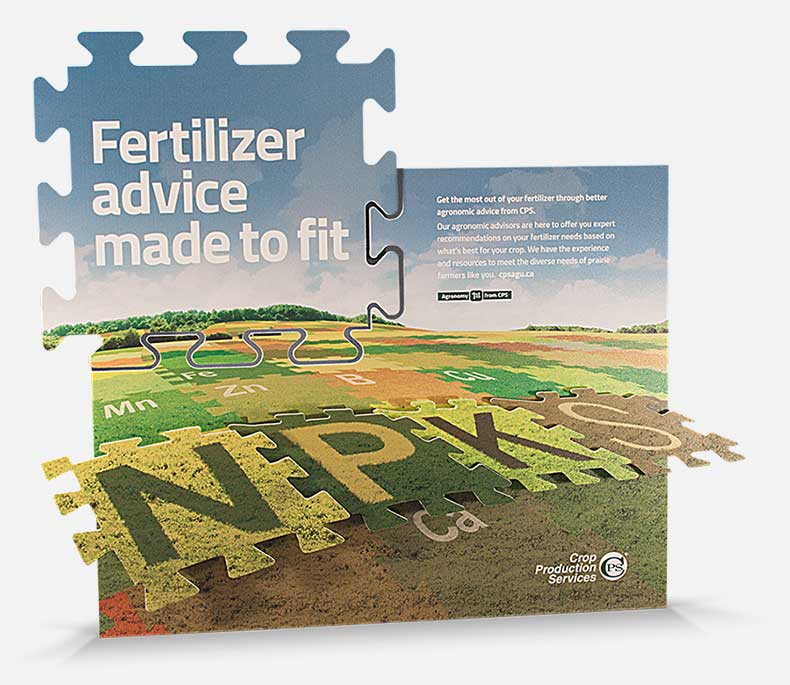 Fertilizer
advice
made to fit
Get the most out of your fertilizer through better
agronomic advice from CPS.
Our agronomic advisors are here to offer you expert
recommendations on your fertilizer needs based on
what's best for your crop. We have the experience
and resources to meet the diverse needs of prairie
farmers like you. cpsagu.ca
Agronomy from CPS
Fe
Mn Zn B Cu
N P K S
Ca
Crop
Production
Services CPS